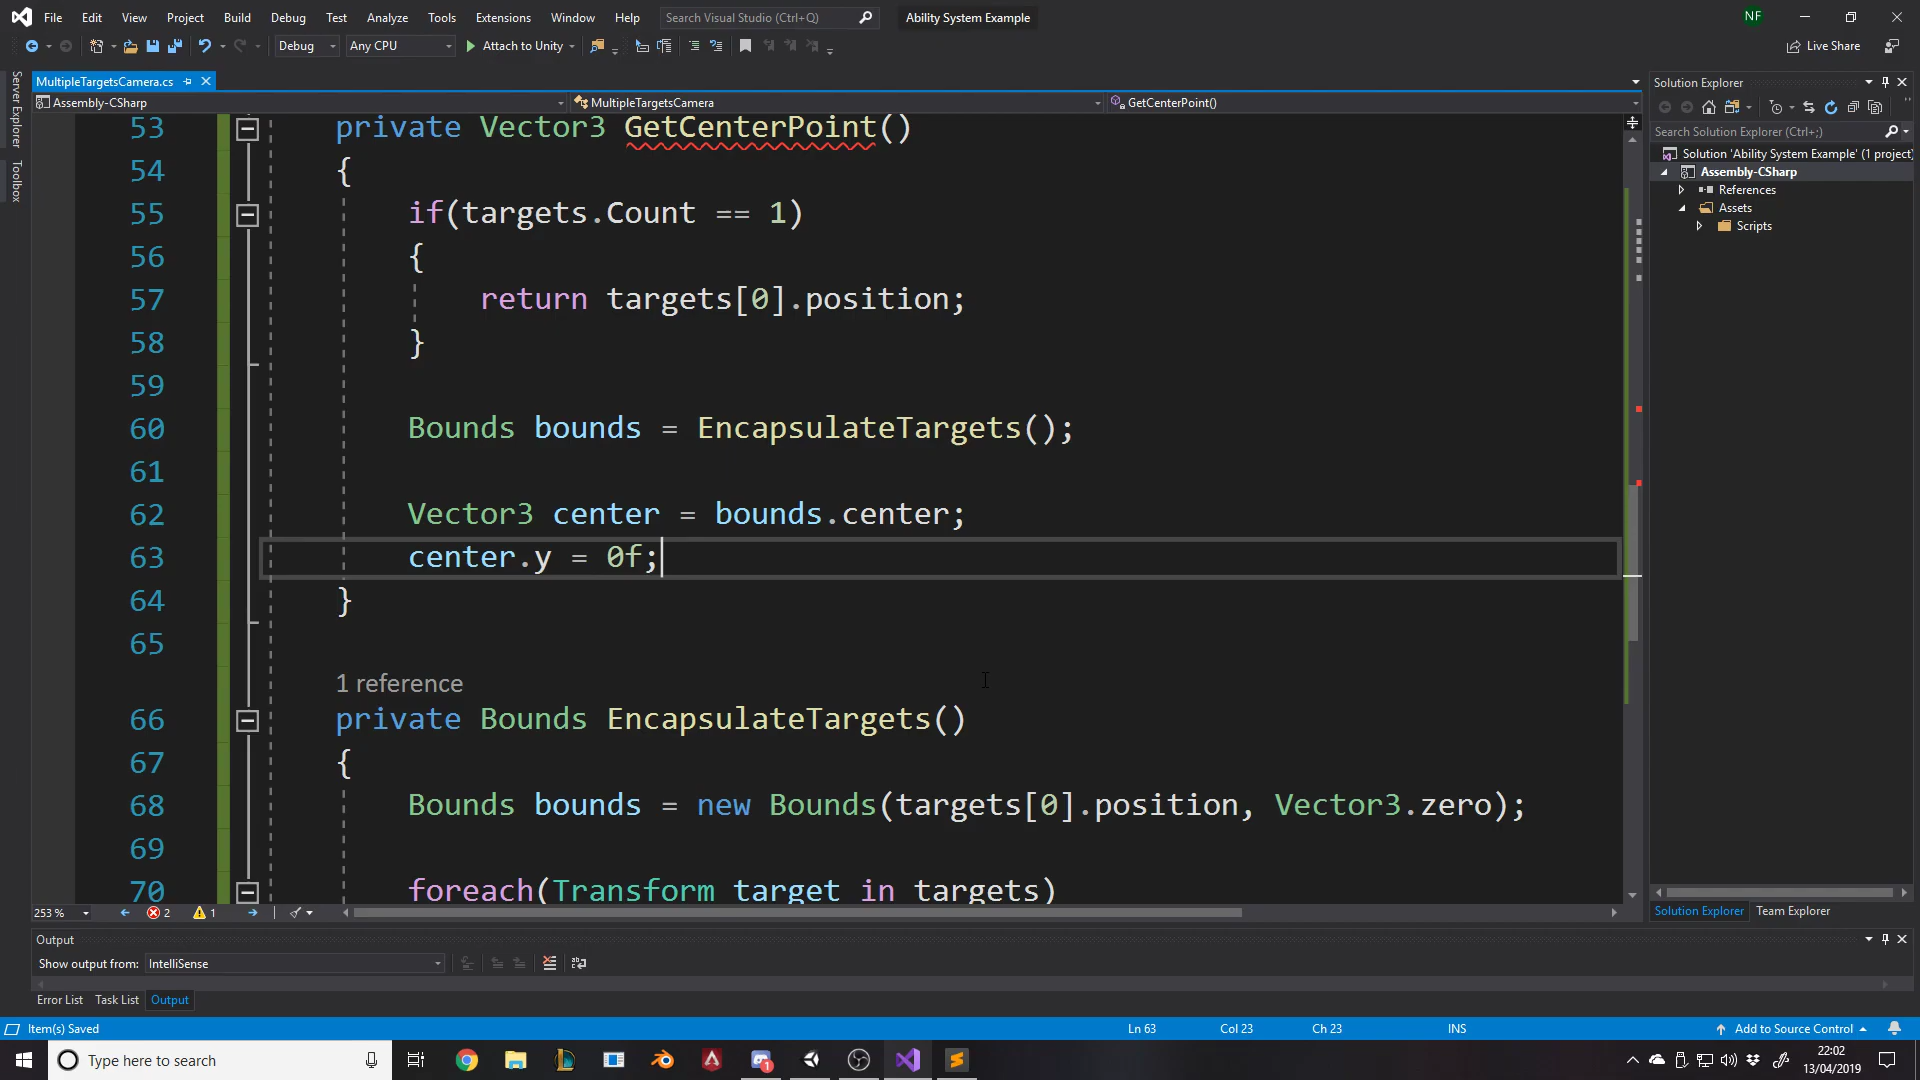 File Edit View Project Build Debug Test Analyze Tools Extensions Window Help Search Visual Studio (Ctrl+Q) Ability System Example NF
Debug Any CPU Attach to Unity Live Share
Server Explorer
Toolbox
MultipleTargetsCamera.cs
Assembly-CSharp MultipleTargetsCamera GetCenterPoint()
53 private Vector3 GetCenterPoint()
54 {
55 if(targets.Count == 1)
56 {
57 return targets[0].position;
58 }
59
60 Bounds bounds = EncapsulateTargets();
61
62 Vector3 center = bounds.center;
63 center.y = 0f;
64 }
65
1 reference
66 private Bounds EncapsulateTargets()
67 {
68 Bounds bounds = new Bounds(targets[0].position, Vector3.zero);
69
70 foreach(Transform target in targets)
253 % 2 1
Solution Explorer
Search Solution Explorer (Ctrl+;)
Solution 'Ability System Example' (1 project)
Assembly-CSharp
References
Assets
Scripts
Solution Explorer Team Explorer
Output
Show output from: IntelliSense
Error List Task List Output
Item(s) Saved Ln 63 Col 23 Ch 23 INS Add to Source Control
Type here to search
1
22:02
13/04/2019